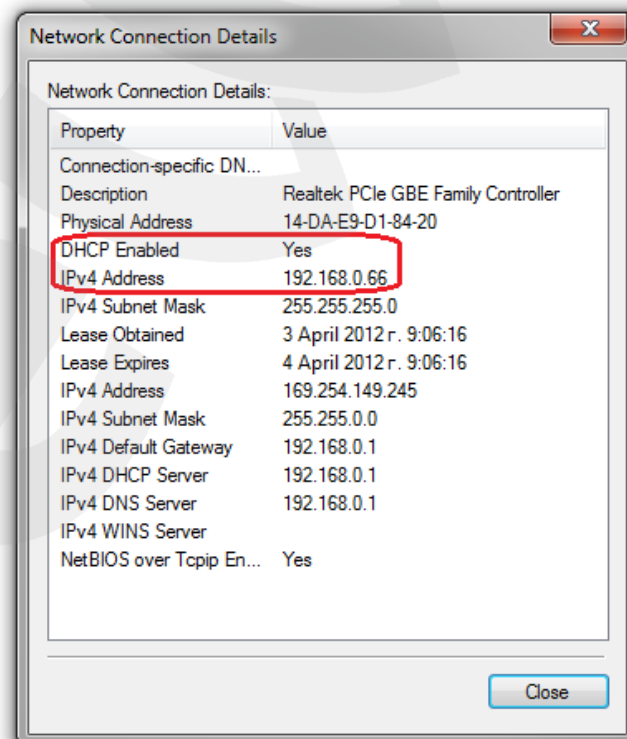 Network Connection Details
Network Connection Details:
Property Value
Connection-specific DN...
Description Realtek PCIe GBE Family Controller
Physical Address 14-DA-E9-D1-84-20
DHCP Enabled Yes
IPv4 Address 192.168.0.66
IPv4 Subnet Mask 255.255.255.0
Lease Obtained 3 April 2012 г. 9:06:16
Lease Expires 4 April 2012 г. 9:06:16
IPv4 Address 169.254.149.245
IPv4 Subnet Mask 255.255.0.0
IPv4 Default Gateway 192.168.0.1
IPv4 DHCP Server 192.168.0.1
IPv4 DNS Server 192.168.0.1
IPv4 WINS Server
NetBIOS over Tcpip En... Yes
Close